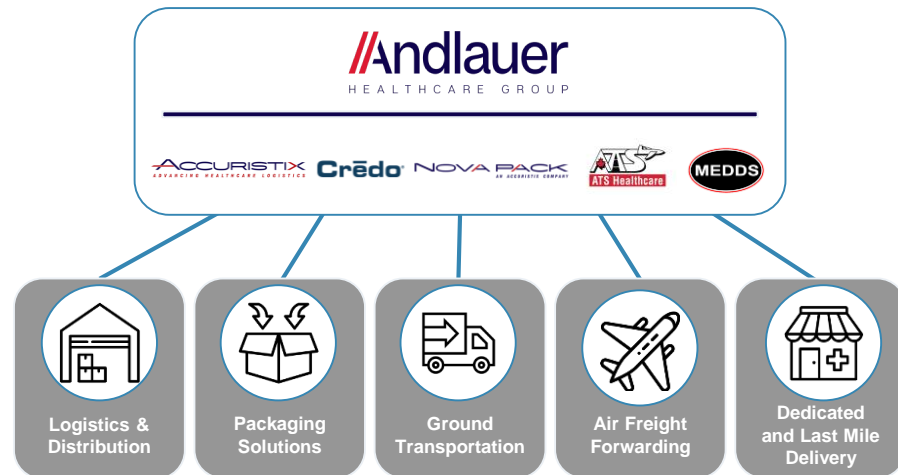 Andlauer
HEALTHCARE GROUP
ACCURISTIX
ADVANCING HEALTHCARE LOGISTICS
Crēdo
NOVA PACK
AN ACCURISTIX COMPANY
ATS
ATS Healthcare
MEDDS
Logistics &
Distribution
Packaging
Solutions
Ground
Transportation
Air Freight
Forwarding
Dedicated
and Last Mile
Delivery